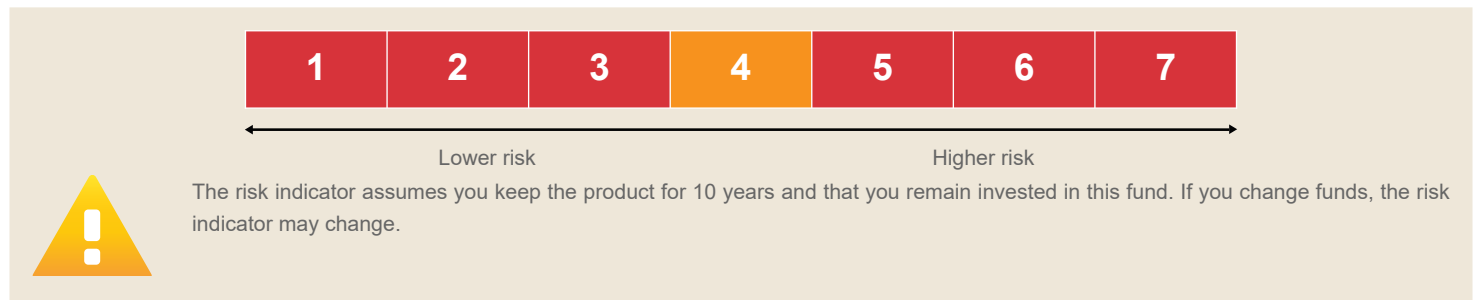 1 2 3 4 5 6 7
Lower risk Higher risk
The risk indicator assumes you keep the product for 10 years and that you remain invested in this fund. If you change funds, the risk
indicator may change.